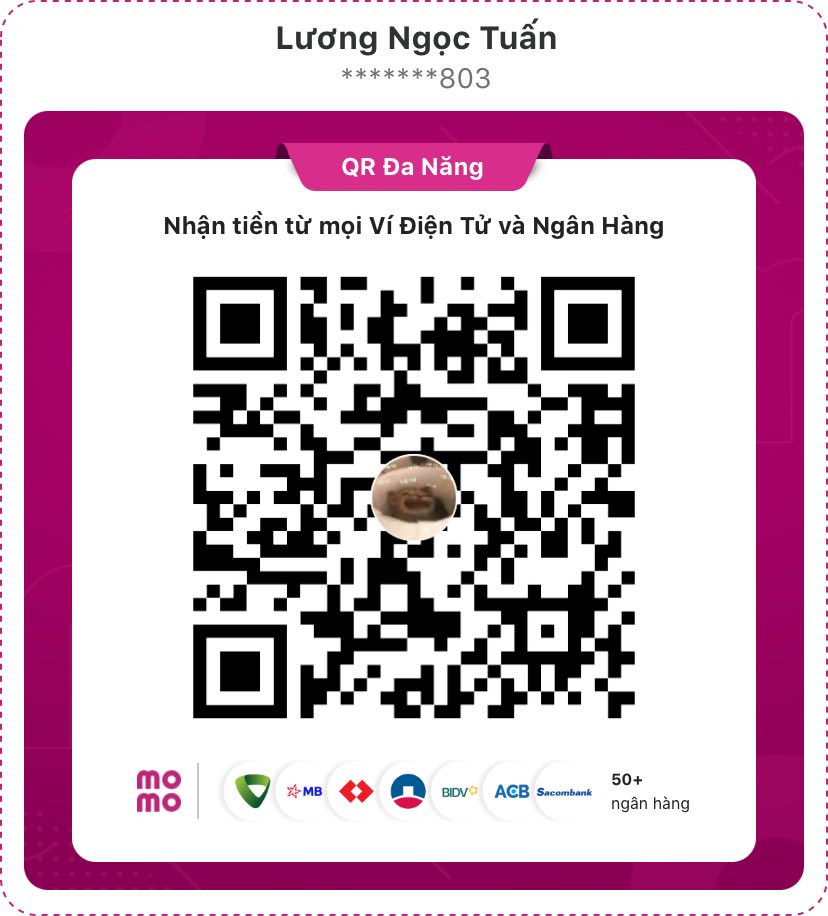 Lương Ngọc Tuấn
*******803
QR Đa Năng
Nhận tiền từ mọi Ví Điện Tử và Ngân Hàng
mo
mo
MB
BIDV
ACB
Sacombank
50+
ngân hàng